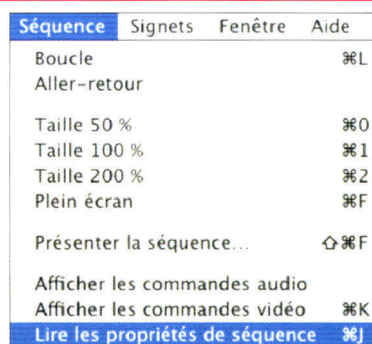 Séquence Signets Fenêtre Aide
Boucle ⌘L
Aller-retour
Taille 50 % ⌘0
Taille 100 % ⌘1
Taille 200 % ⌘2
Plein écran ⌘F
Présenter la séquence... ⇧⌘F
Afficher les commandes audio
Afficher les commandes vidéo ⌘K
Lire les propriétés de séquence ⌘J